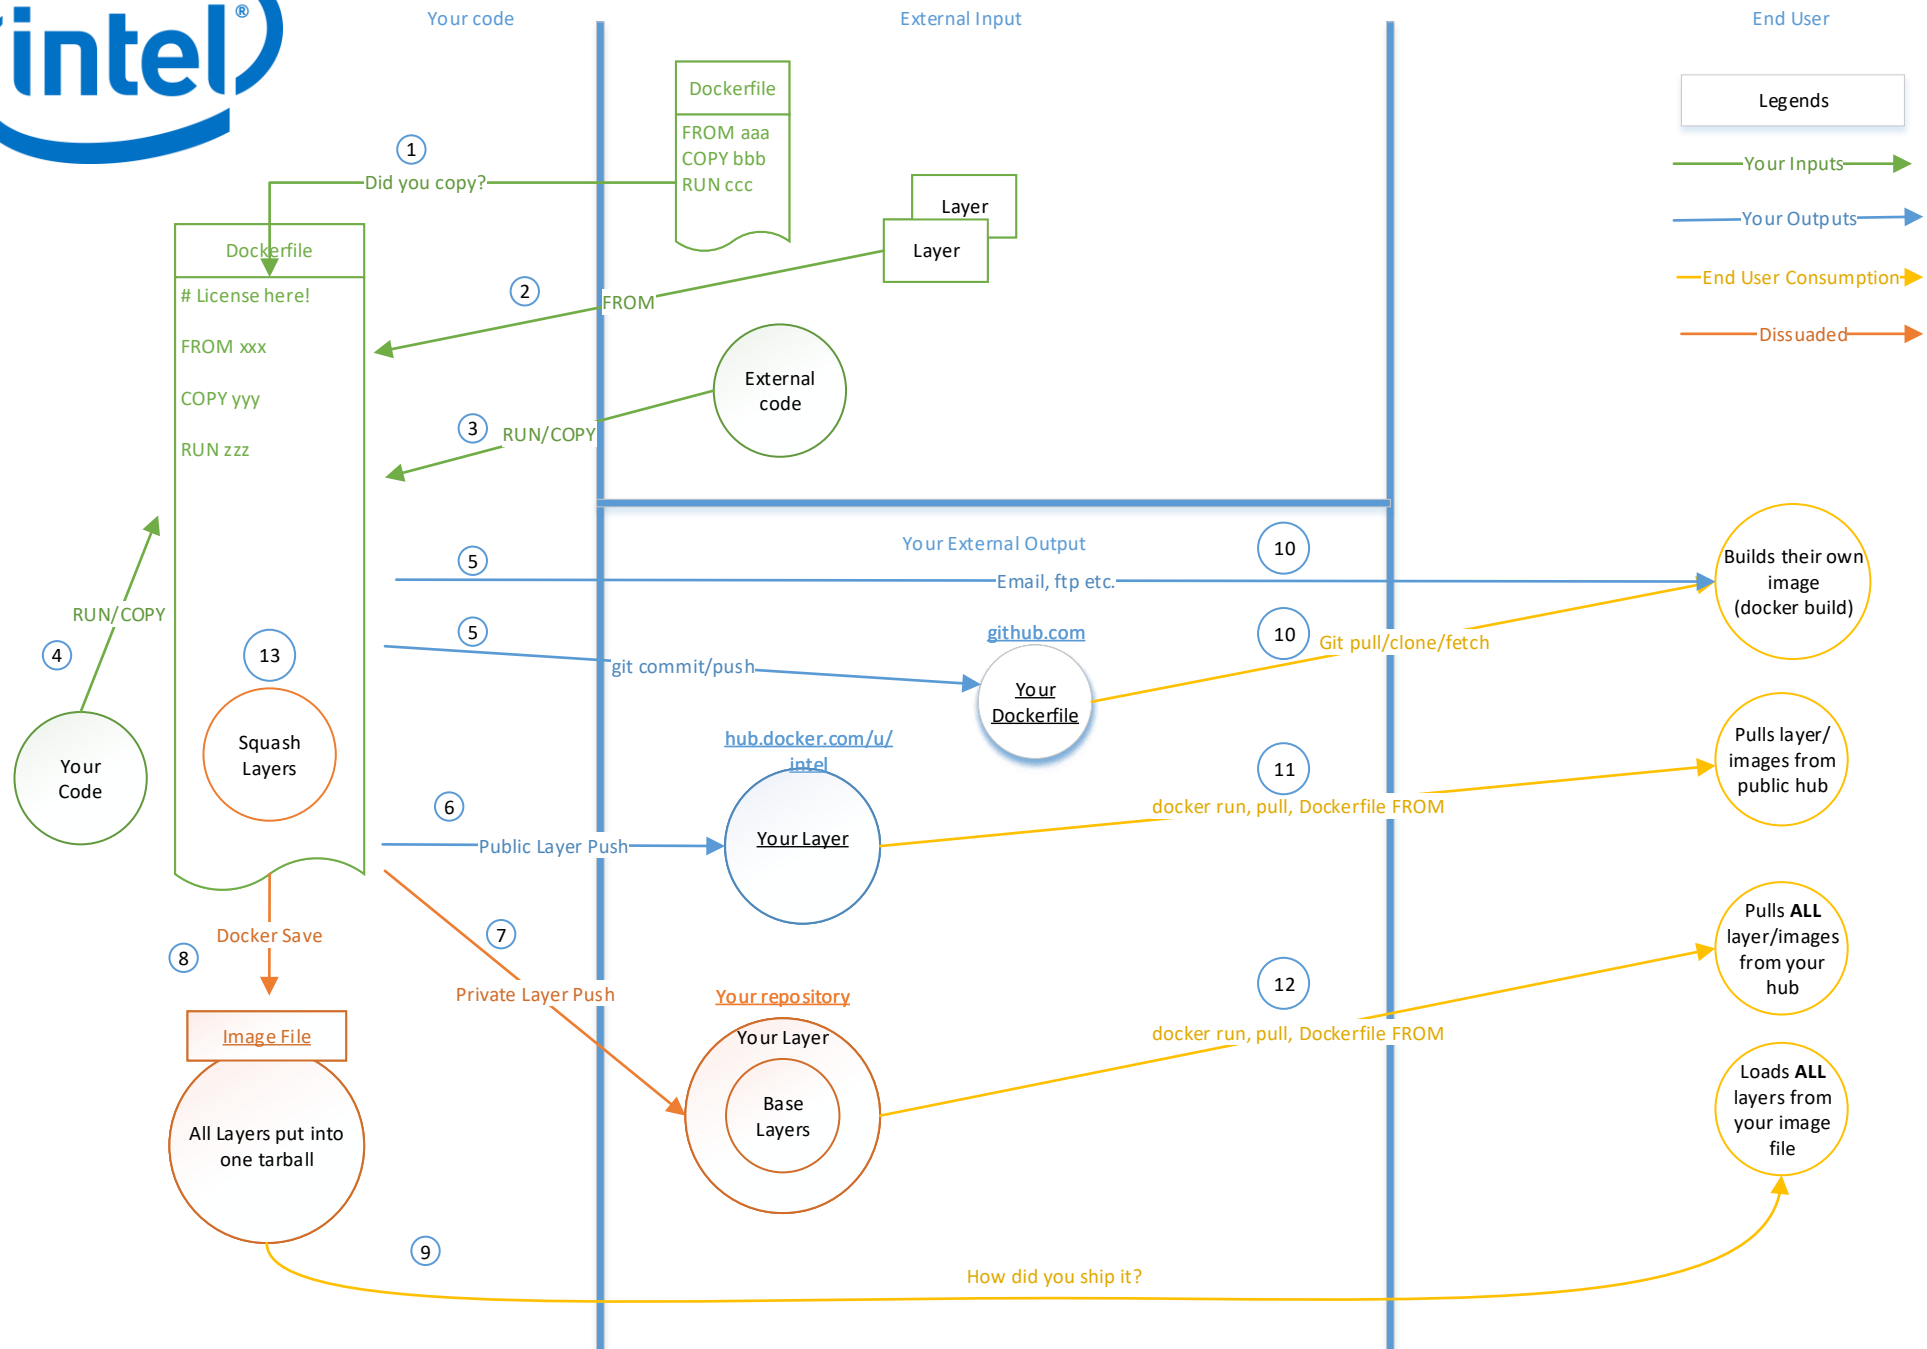 intel®
Your code
External Input
End User
Legends
Your Inputs
Your Outputs
End User Consumption
Dissuaded
Dockerfile
FROM aaa
COPY bbb
RUN ccc
1
Did you copy?
Layer
Layer
Dockerfile
# License here!
FROM xxx
COPY yyy
RUN zzz
2
FROM
External
code
3
RUN/COPY
Your External Output
5
10
Email, ftp etc.
Builds their own
image
(docker build)
4
RUN/COPY
Your
Code
13
Squash
Layers
5
git commit/push
github.com
Your
Dockerfile
10
Git pull/clone/fetch
6
Public Layer Push
hub.docker.com/u/
intel
Your Layer
11
docker run, pull, Dockerfile FROM
Pulls layer/
images from
public hub
8
Docker Save
Image File
All Layers put into
one tarball
7
Private Layer Push
Your repository
Your Layer
Base
Layers
12
docker run, pull, Dockerfile FROM
Pulls ALL
layer/images
from your
hub
Loads ALL
layers from
your image
file
9
How did you ship it?